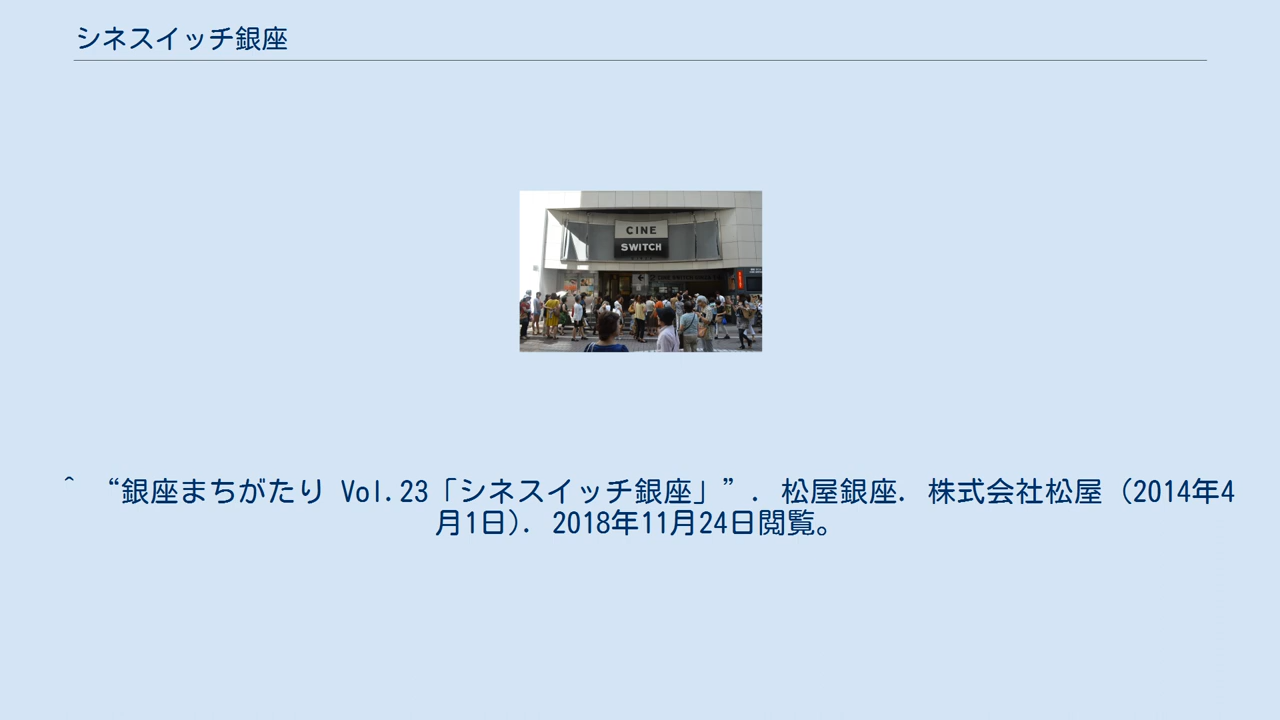 シネスイッチ銀座
CINE
SWITCH
^ “銀座まちがたり Vol.23「シネスイッチ銀座」”. 松屋銀座. 株式会社松屋 (2014年4
月1日). 2018年11月24日閲覧。